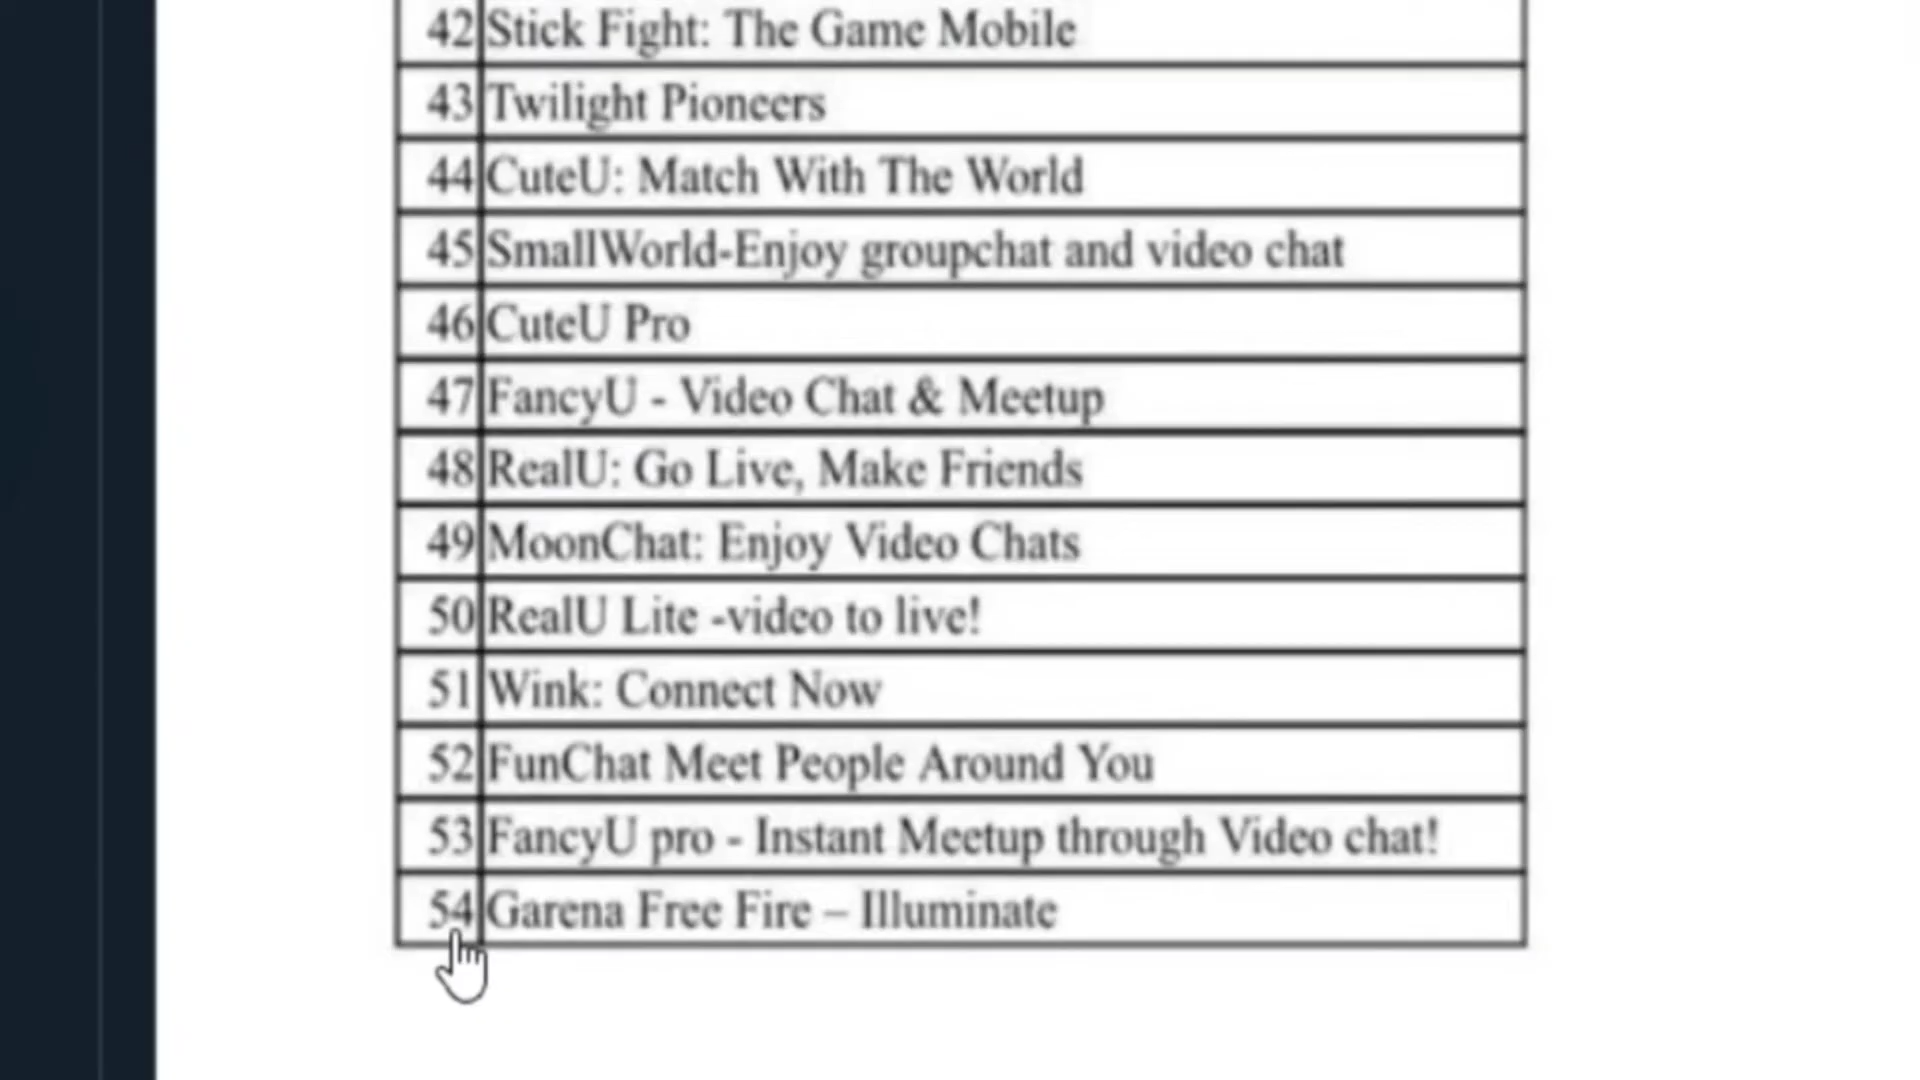 42 Stick Fight: The Game Mobile
43 Twilight Pioneers
44 CuteU: Match With The World
45 SmallWorld-Enjoy groupchat and video chat
46 CuteU Pro
47 FancyU - Video Chat & Meetup
48 RealU: Go Live, Make Friends
49 MoonChat: Enjoy Video Chats
50 RealU Lite -video to live!
51 Wink: Connect Now
52 FunChat Meet People Around You
53 FancyU pro - Instant Meetup through Video chat!
54 Garena Free Fire – Illuminate